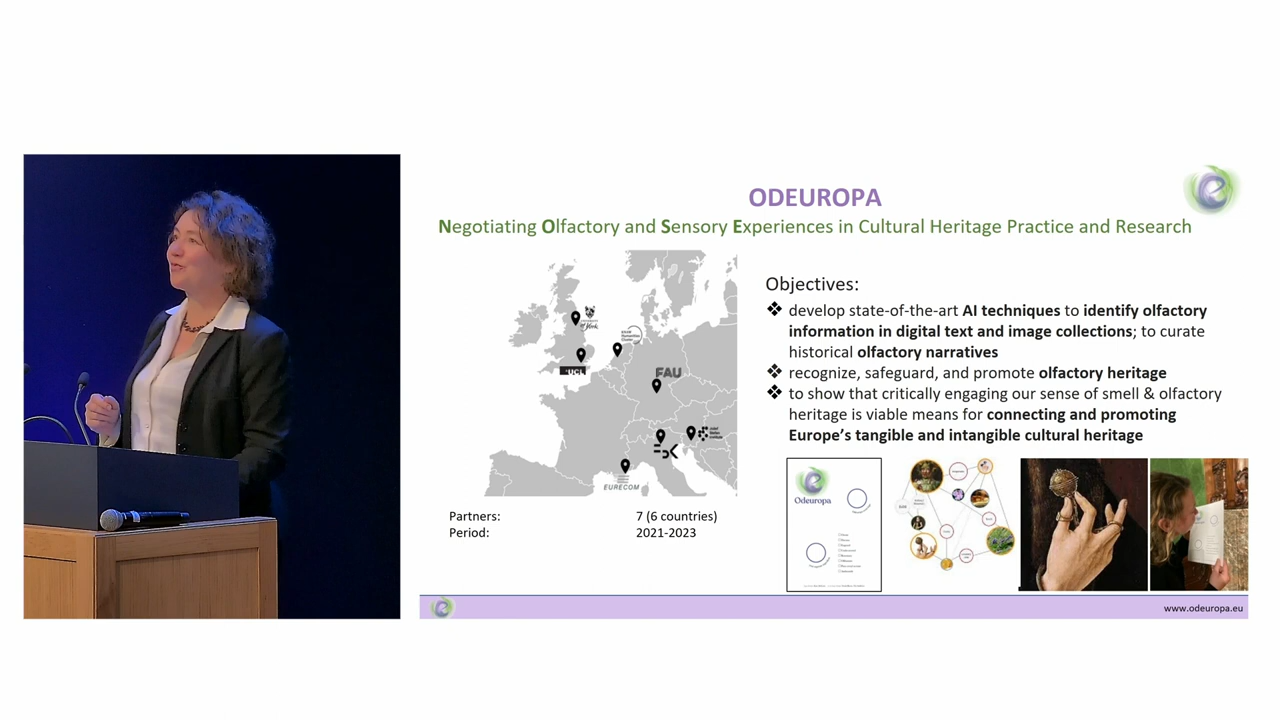 ODEUROPA
Negotiating Olfactory and Sensory Experiences in Cultural Heritage Practice and Research
Objectives:
❖ develop state-of-the-art AI techniques to identify olfactory
information in digital text and image collections; to curate
historical olfactory narratives
❖ recognize, safeguard, and promote olfactory heritage
❖ to show that critically engaging our sense of smell & olfactory
heritage is viable means for connecting and promoting
Europe's tangible and intangible cultural heritage
UCL
FAU
EURECOM
Partners: 7 (6 countries)
Period: 2021-2023
Odeuropa
www.odeuropa.eu